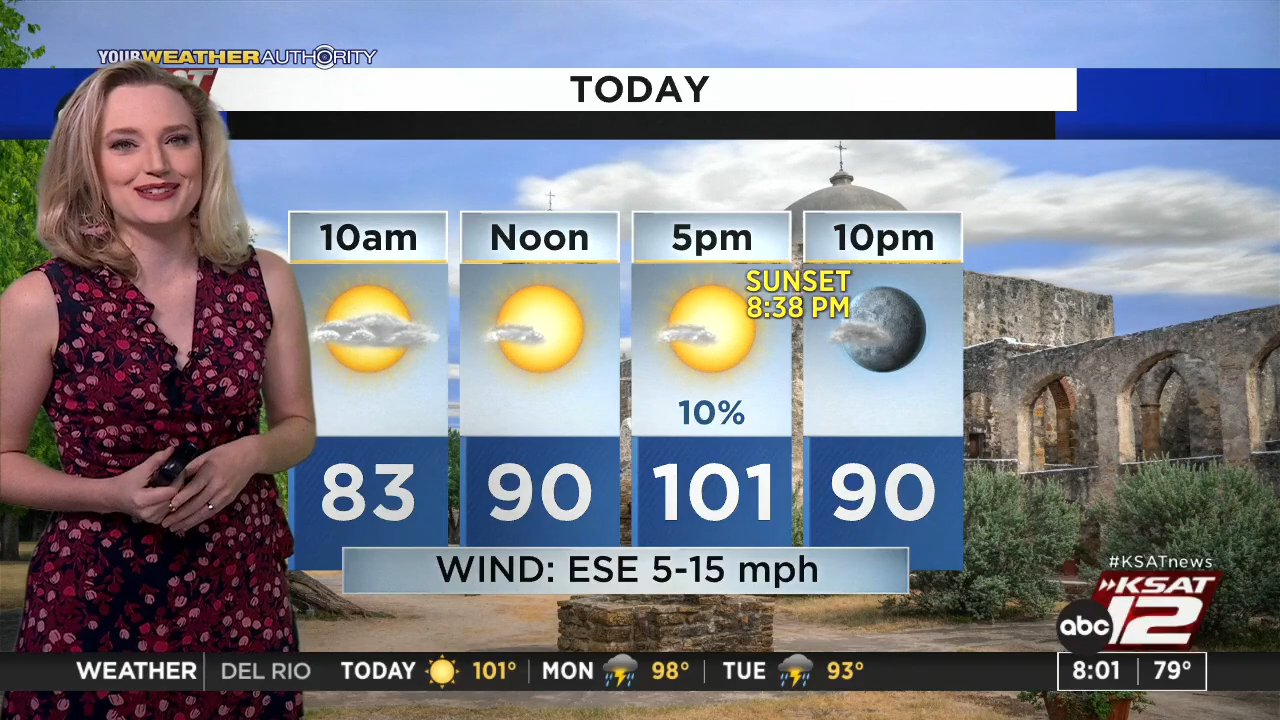 YOUR WEATHER AUTHORITY
TODAY
10am
Noon
5pm
10pm
SUNSET
8:38 PM
10%
83
90
101
90
WIND: ESE 5-15 mph
#KSATnews
KSAT
abc 12
WEATHER DEL RIO TODAY 101° MON 98° TUE 93° 8:01 79°